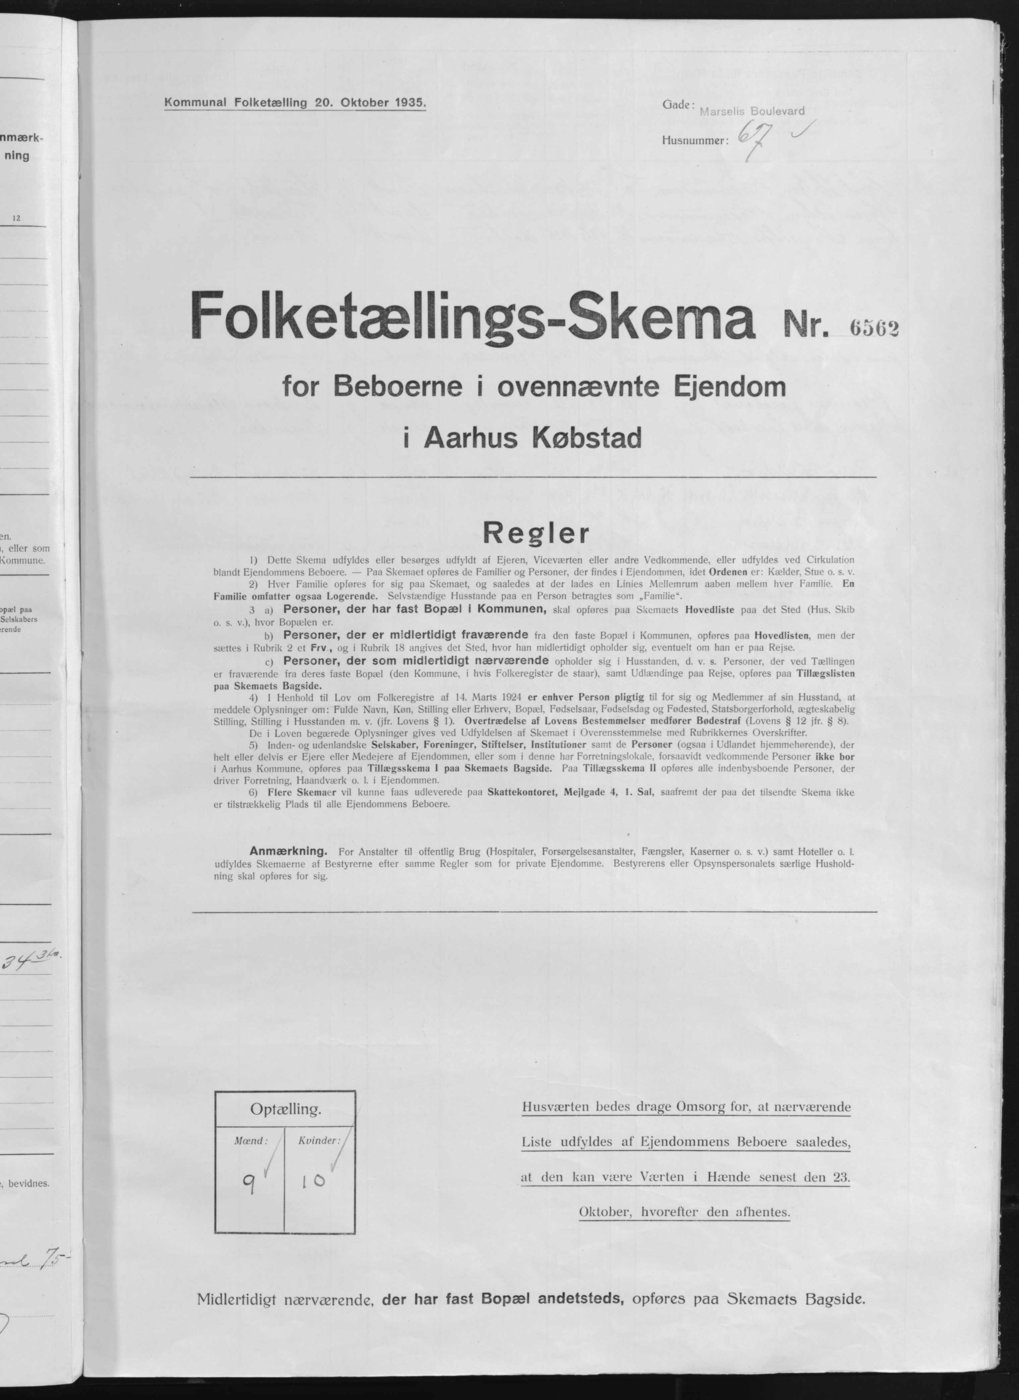 nmærk-
ning
12
en.
, eller som
Kommune.
opæl paa
Selskabers
erende
34
, bevidnes.
75
Kommunal Folketælling 20. Oktober 1935.
Gade: Marselis Boulevard
Husnummer: 67 ✓
Folketællings-Skema Nr. 6562
for Beboerne i ovennævnte Ejendom
i Aarhus Købstad
Regler
1) Dette Skema udfyldes eller besørges udfyldt af Ejeren, Viceværten eller andre Vedkommende, eller udfyldes ved Cirkulation
blandt Ejendommens Beboere. — Paa Skemaet opføres de Familier og Personer, der findes i Ejendommen, idet Ordenen er: Kælder, Stue o. s. v.
2) Hver Familie opføres for sig paa Skemaet, og saaledes at der lades en Linies Mellemrum aaben mellem hver Familie. En
Familie omfatter ogsaa Logerende. Selvstændige Husstande paa en Person betragtes som „Familie“.
3 a) Personer, der har fast Bopæl i Kommunen, skal opføres paa Skemaets Hovedliste paa det Sted (Hus, Skib
o. s. v.), hvor Bopælen er.
b) Personer, der er midlertidigt fraværende fra den faste Bopæl i Kommunen, opføres paa Hovedlisten, men der
sættes i Rubrik 2 et Frv., og i Rubrik 18 angives det Sted, hvor han midlertidigt opholder sig, eventuelt om han er paa Rejse.
c) Personer, der som midlertidigt nærværende opholder sig i Husstanden, d. v. s. Personer, der ved Tællingen
er fraværende fra deres faste Bopæl (den Kommune, i hvis Folkeregister de staar), samt Udlændinge paa Rejse, opføres paa Tillægslisten
paa Skemaets Bagside.
4) I Henhold til Lov om Folkeregistre af 14. Marts 1924 er enhver Person pligtig til for sig og Medlemmer af sin Husstand, at
meddele Oplysninger om: Fulde Navn, Køn, Stilling eller Erhverv, Bopæl, Fødselsaar, Fødselsdag og Fødested, Statsborgerforhold, ægteskabelig
Stilling, Stilling i Husstanden m. v. (jfr. Lovens § 1). Overtrædelse af Lovens Bestemmelser medfører Bødestraf (Lovens § 12 jfr. § 8).
De i Loven begærede Oplysninger gives ved Udfyldelsen af Skemaet i Overensstemmelse med Rubrikkernes Overskrifter.
5) Inden- og udenlandske Selskaber, Foreninger, Stiftelser, Institutioner samt de Personer (ogsaa i Udlandet hjemmehørende), der
helt eller delvis er Ejere eller Medejere af Ejendommen, eller som i denne har Forretningslokale, forsaavidt vedkommende Personer ikke bor
i Aarhus Kommune, opføres paa Tillægsskema I paa Skemaets Bagside. Paa Tillægsskema II opføres alle indenbysboende Personer, der
driver Forretning, Haandværk o. l. i Ejendommen.
6) Flere Skemaer vil kunne faas udleverede paa Skattekontoret, Mejlgade 4, 1. Sal, saafremt der paa det tilsendte Skema ikke
er tilstrækkelig Plads til alle Ejendommens Beboere.
Anmærkning. For Anstalter til offentlig Brug (Hospitaler, Forsørgelsesanstalter, Fængsler, Kaserner o. s. v.) samt Hoteller o. l.
udfyldes Skemaerne af Bestyrerne efter samme Regler som for private Ejendomme. Bestyrerens eller Opsynspersonalets særlige Hushold-
ning skal opføres for sig.
Optælling.
Mænd: Kvinder:
9 10
Husværten bedes drage Omsorg for, at nærværende
Liste udfyldes af Ejendommens Beboere saaledes,
at den kan være Værten i Hænde senest den 23.
Oktober, hvorefter den afhentes.
Midlertidigt nærværende, der har fast Bopæl andetsteds, opføres paa Skemaets Bagside.